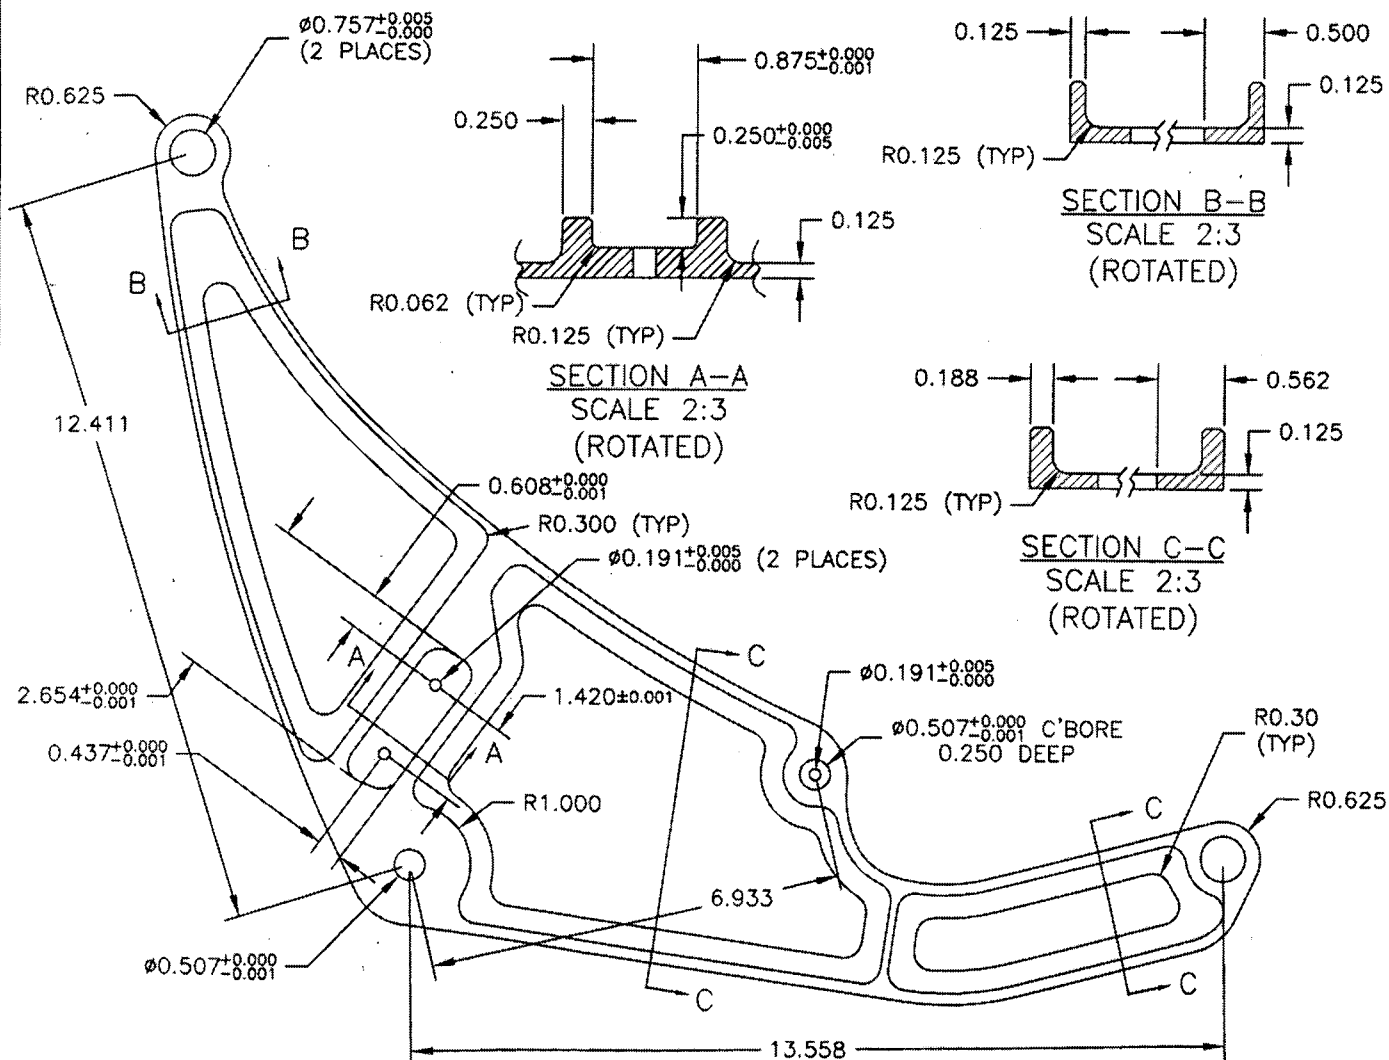 ø0.757+0.005 -0.000
(2 PLACES)
R0.625
0.875+0.000 -0.001
0.250
0.250+0.000 -0.005
0.125
R0.062 (TYP)
R0.125 (TYP)
SECTION A-A
SCALE 2:3
(ROTATED)
0.125
0.500
0.125
R0.125 (TYP)
SECTION B-B
SCALE 2:3
(ROTATED)
0.188
0.562
0.125
R0.125 (TYP)
SECTION C-C
SCALE 2:3
(ROTATED)
B
B
12.411
0.608+0.000 -0.001
R0.300 (TYP)
ø0.191+0.005 -0.000 (2 PLACES)
A
C
ø0.191+0.005 -0.000
2.654+0.000 -0.001
1.420±0.001
ø0.507+0.000 -0.001 C'BORE
0.250 DEEP
R0.30
(TYP)
0.437+0.000 -0.001
A
R1.000
C
R0.625
6.933
ø0.507+0.000 -0.001
C
C
13.558